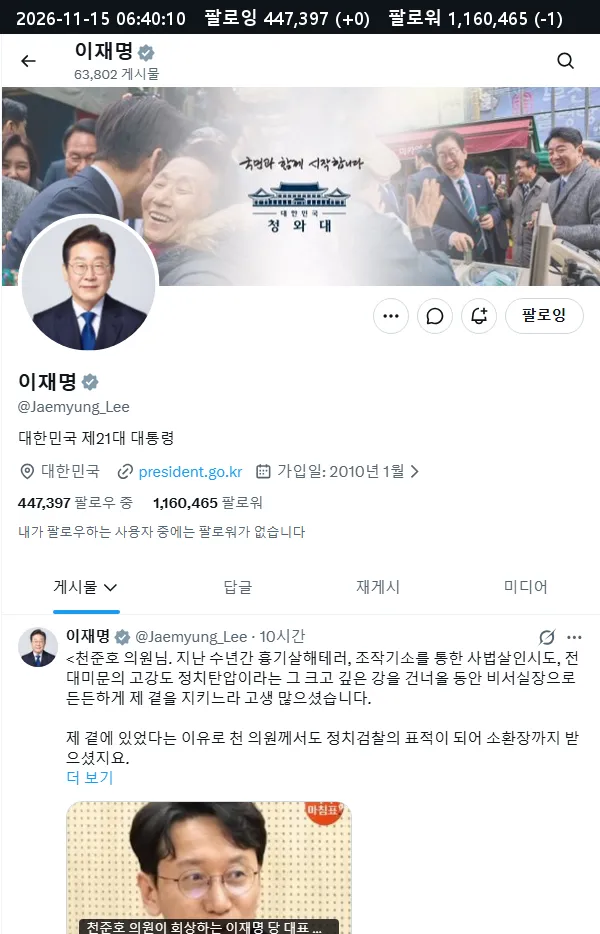 2026-11-15 06:40:10 팔로잉 447,397 (+0) 팔로워 1,160,465 (-1)
이재명
63,802 게시물
국민과 함께 시작합니다
대한민국
청와대
팔로잉
이재명
@Jaemyung_Lee
대한민국 제21대 대통령
대한민국 president.go.kr 가입일: 2010년 1월
447,397 팔로우 중 1,160,465 팔로워
내가 팔로우하는 사용자 중에는 팔로워가 없습니다
게시물 답글 재게시 미디어
이재명 @Jaemyung_Lee · 10시간
<천준호 의원님. 지난 수년간 흉기살해테러, 조작기소를 통한 사법살인시도, 전
대미문의 고강도 정치탄압이라는 그 크고 깊은 강을 건너올 동안 비서실장으로
든든하게 제 곁을 지키느라 고생 많으셨습니다.
제 곁에 있었다는 이유로 천 의원께서도 정치검찰의 표적이 되어 소환장까지 받
으셨지요.
더 보기
마침표
천준호 의원이 회상하는 이재명 당 대표 ...